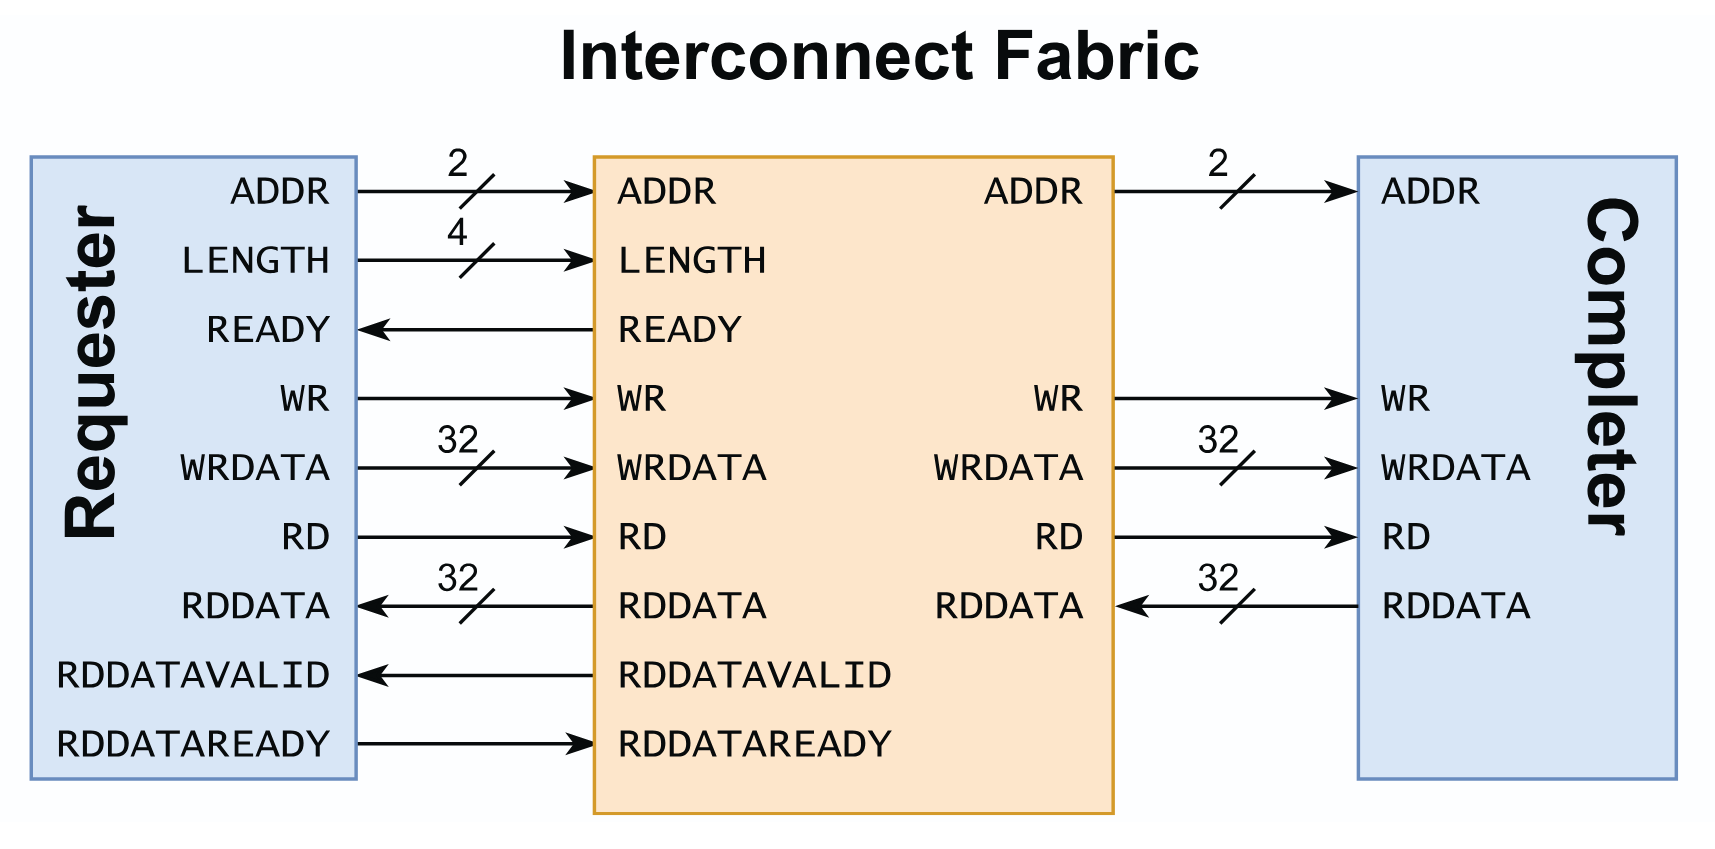 Interconnect Fabric
Requester
ADDR
LENGTH
READY
WR
WRDATA
RD
RDDATA
RDDATAVALID
RDDATAREADY
2
4
32
32
ADDR
LENGTH
READY
WR
WRDATA
RD
RDDATA
RDDATAVALID
RDDATAREADY
ADDR
WR
WRDATA
RD
RDDATA
2
32
32
ADDR
WR
WRDATA
RD
RDDATA
Completer